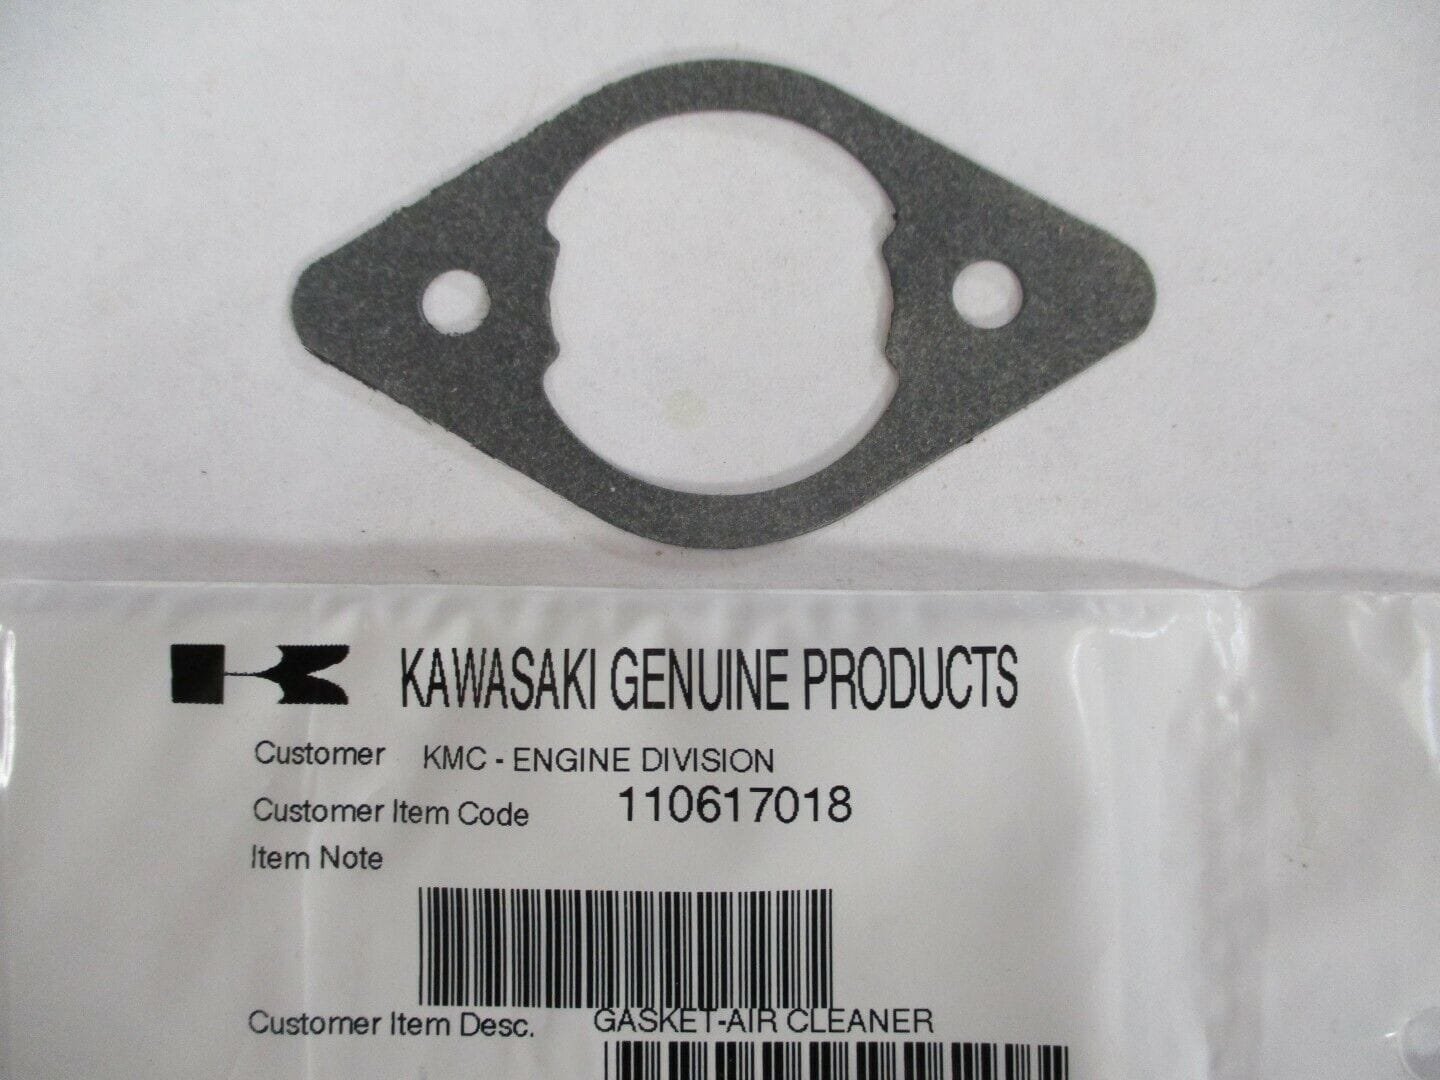 KAWASAKI GENUINE PRODUCTS
Customer KMC - ENGINE DIVISION
Customer Item Code 110617018
Item Note
Customer Item Desc. GASKET-AIR CLEANER